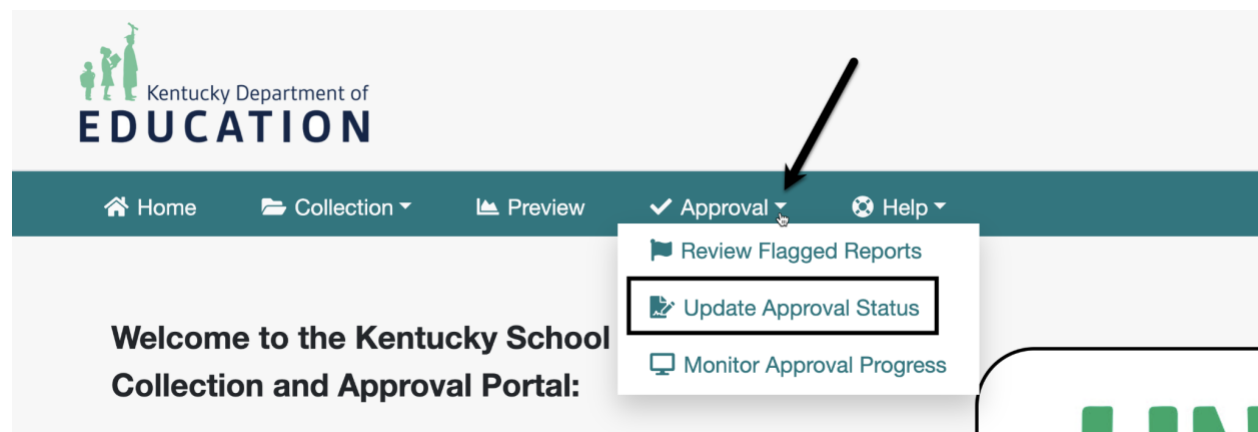 Kentucky Department of
EDUCATION
Home Collection Preview Approval Help
Review Flagged Reports
Update Approval Status
Monitor Approval Progress
Welcome to the Kentucky School
Collection and Approval Portal: